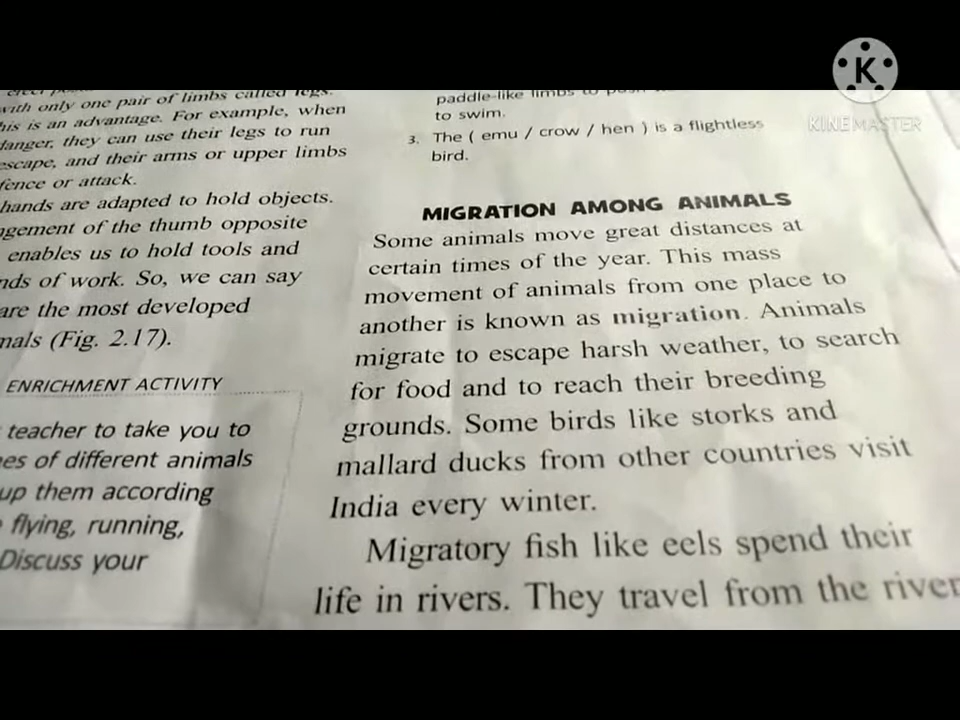 with only one pair of limbs called legs.
his is an advantage. For example, when
danger, they can use their legs to run
escape, and their arms or upper limbs
fence or attack.
hands are adapted to hold objects.
ngement of the thumb opposite
enables us to hold tools and
nds of work. So, we can say
are the most developed
mals (Fig. 2.17).
ENRICHMENT ACTIVITY
teacher to take you to
es of different animals
up them according
flying, running,
Discuss your
paddle-like limbs to
to swim.
3. The ( emu / crow / hen ) is a flightless
bird.
MIGRATION AMONG ANIMALS
Some animals move great distances at
certain times of the year. This mass
movement of animals from one place to
another is known as migration. Animals
migrate to escape harsh weather, to search
for food and to reach their breeding
grounds. Some birds like storks and
mallard ducks from other countries visit
India every winter.
Migratory fish like eels spend their
life in rivers. They travel from the river
K
KINEMASTER